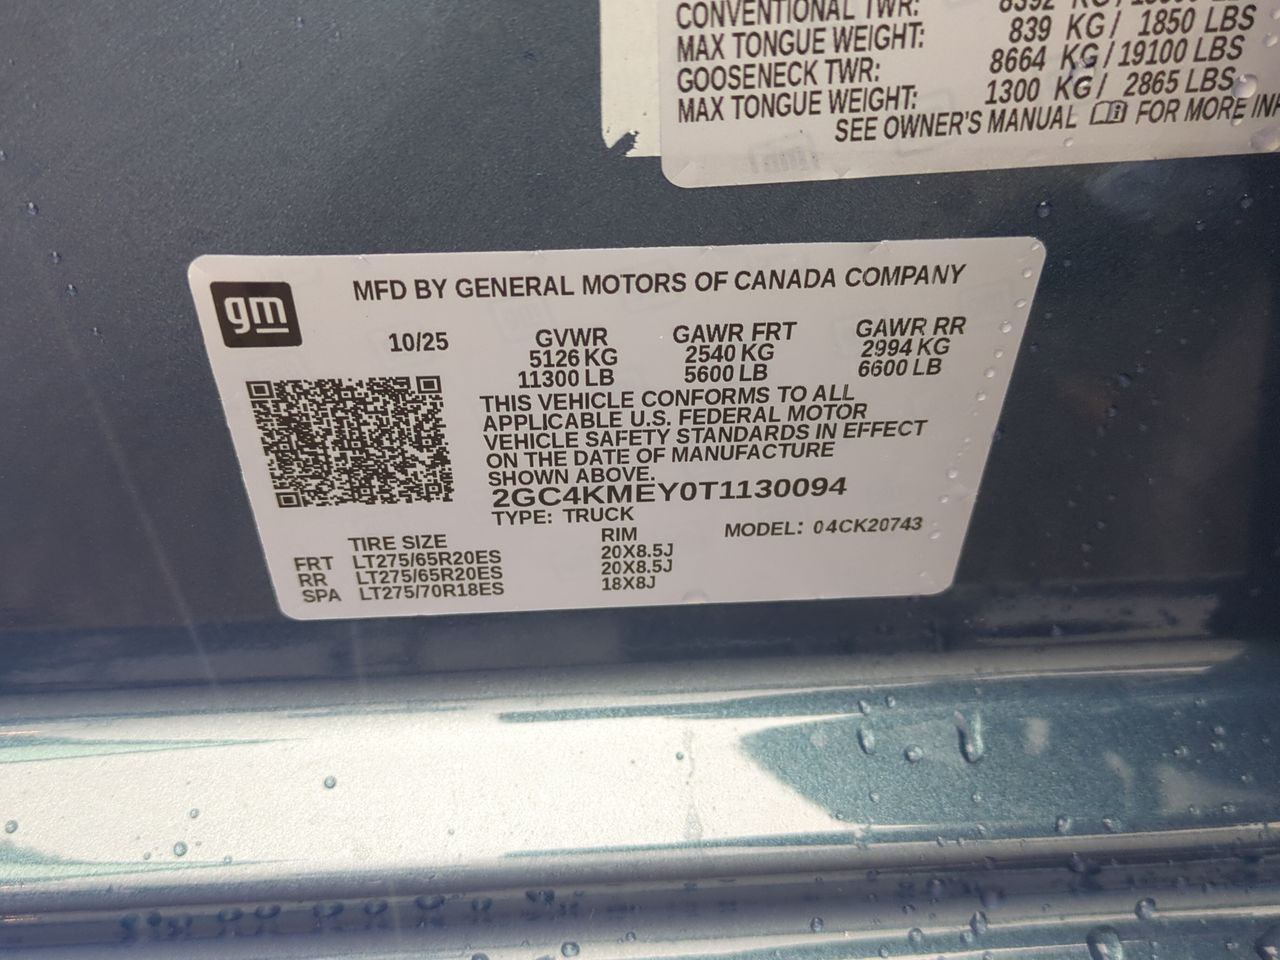 CONVENTIONAL TWR: 8392 KG/
MAX TONGUE WEIGHT: 839 KG/ 1850 LBS
GOOSENECK TWR: 8664 KG/19100 LBS
MAX TONGUE WEIGHT: 1300 KG/ 2865 LBS
SEE OWNER'S MANUAL FOR MORE
gm
MFD BY GENERAL MOTORS OF CANADA COMPANY
10/25 GVWR GAWR FRT GAWR RR
5126 KG 2540 KG 2994 KG
11300 LB 5600 LB 6600 LB
THIS VEHICLE CONFORMS TO ALL
APPLICABLE U.S. FEDERAL MOTOR
VEHICLE SAFETY STANDARDS IN EFFECT
ON THE DATE OF MANUFACTURE
SHOWN ABOVE.
2GC4KMEY0T1130094
TYPE: TRUCK MODEL: 04CK20743
TIRE SIZE RIM
FRT LT275/65R20ES 20X8.5J
RR LT275/65R20ES 20X8.5J
SPA LT275/70R18ES 18X8J